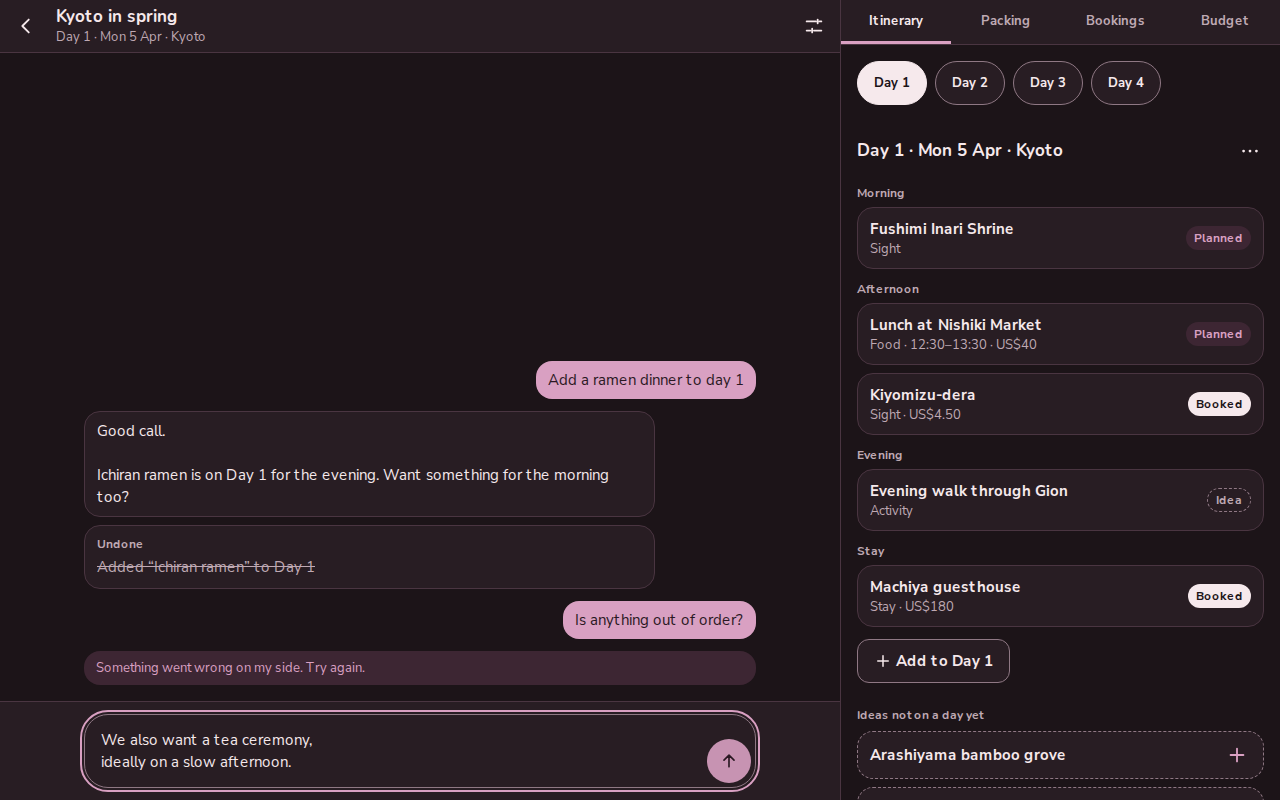 Kyoto in spring
Day 1 · Mon 5 Apr · Kyoto
Add a ramen dinner to day 1
Good call.
Ichiran ramen is on Day 1 for the evening. Want something for the morning
too?
Undone
Added “Ichiran ramen” to Day 1
Is anything out of order?
Something went wrong on my side. Try again.
We also want a tea ceremony,
ideally on a slow afternoon.
Itinerary
Packing
Bookings
Budget
Day 1
Day 2
Day 3
Day 4
Day 1 · Mon 5 Apr · Kyoto
Morning
Fushimi Inari Shrine
Sight
Planned
Afternoon
Lunch at Nishiki Market
Food · 12:30–13:30 · US$40
Planned
Kiyomizu-dera
Sight · US$4.50
Booked
Evening
Evening walk through Gion
Activity
Idea
Stay
Machiya guesthouse
Stay · US$180
Booked
Add to Day 1
Ideas not on a day yet
Arashiyama bamboo grove